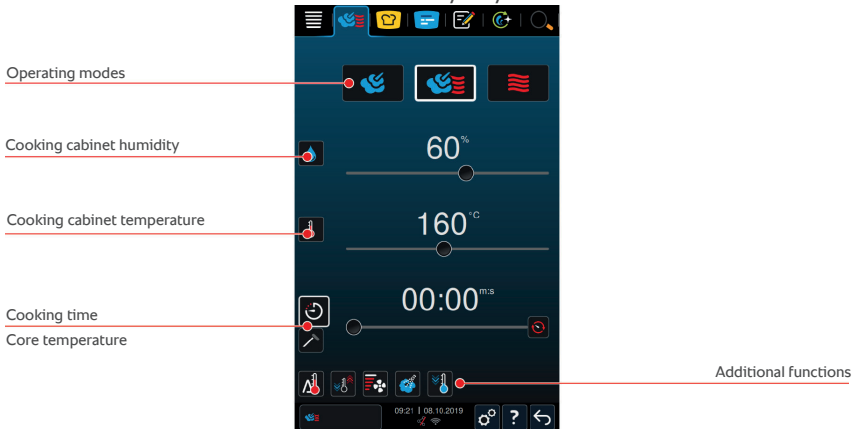 Operating modes
Cooking cabinet humidity
60%
Cooking cabinet temperature
160°C
00:00 m:s
Cooking time
Core temperature
Additional functions
09:21 | 08.10.2019
?